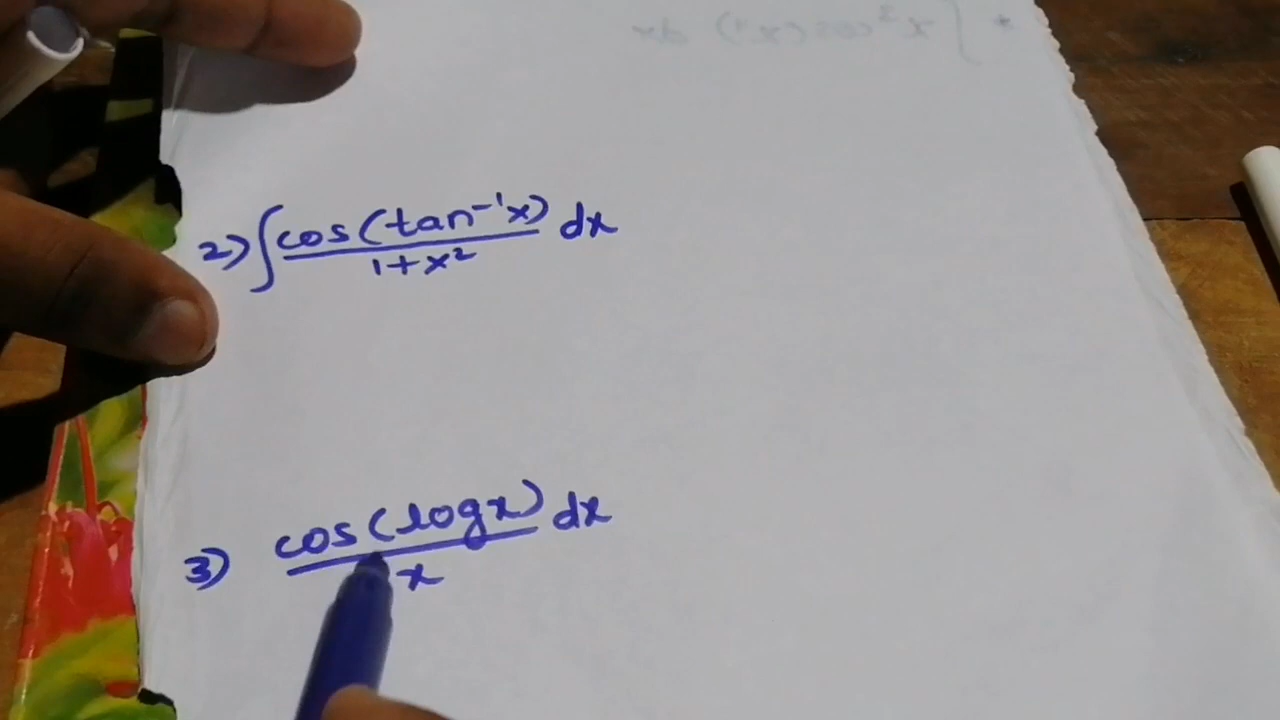 2) ∫ cos(tan⁻¹x) / 1+x² dx
3) cos(logx) / x dx